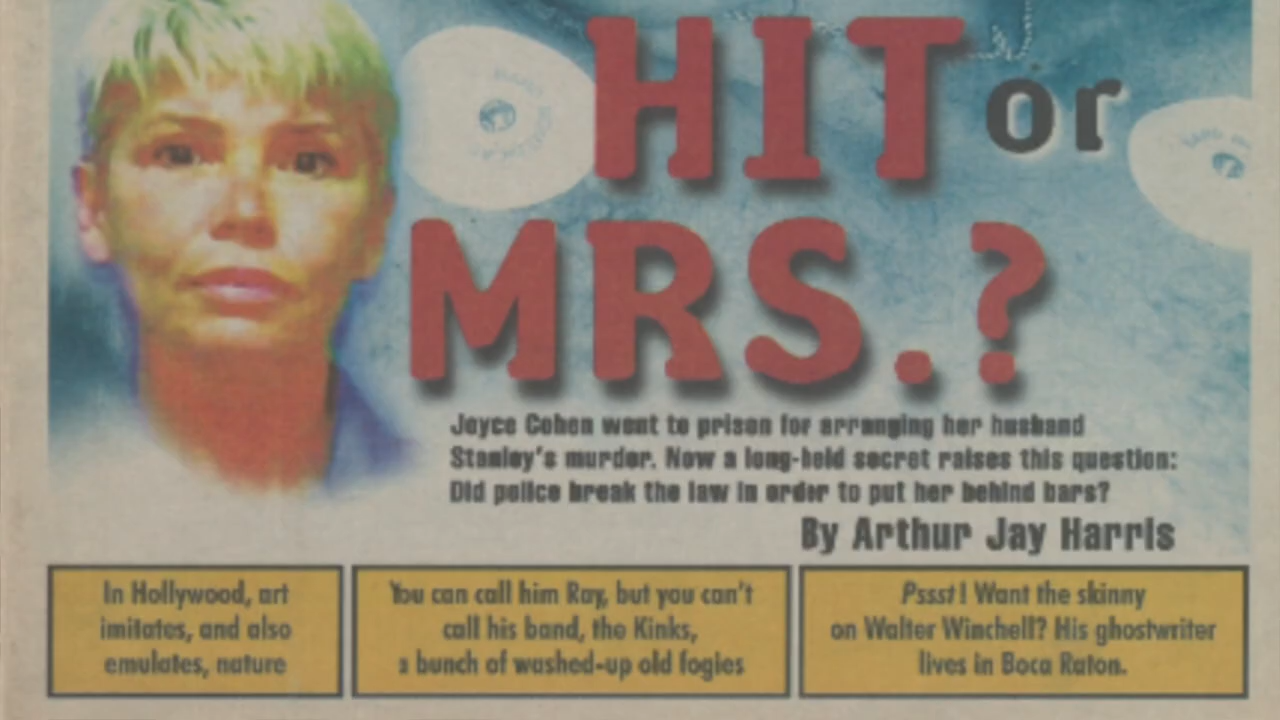 HIT or
MRS.?
Joyce Cohen went to prison for arranging her husband
Stanley's murder. Now a long-held secret raises this question:
Did police break the law in order to put her behind bars?
By Arthur Jay Harris
In Hollywood, art
imitates, and also
emulates, nature
You can call him Ray, but you can't
call his band, the Kinks,
a bunch of washed-up old fogies
Pssst! Want the skinny
on Walter Winchell? His ghostwriter
lives in Boca Raton.